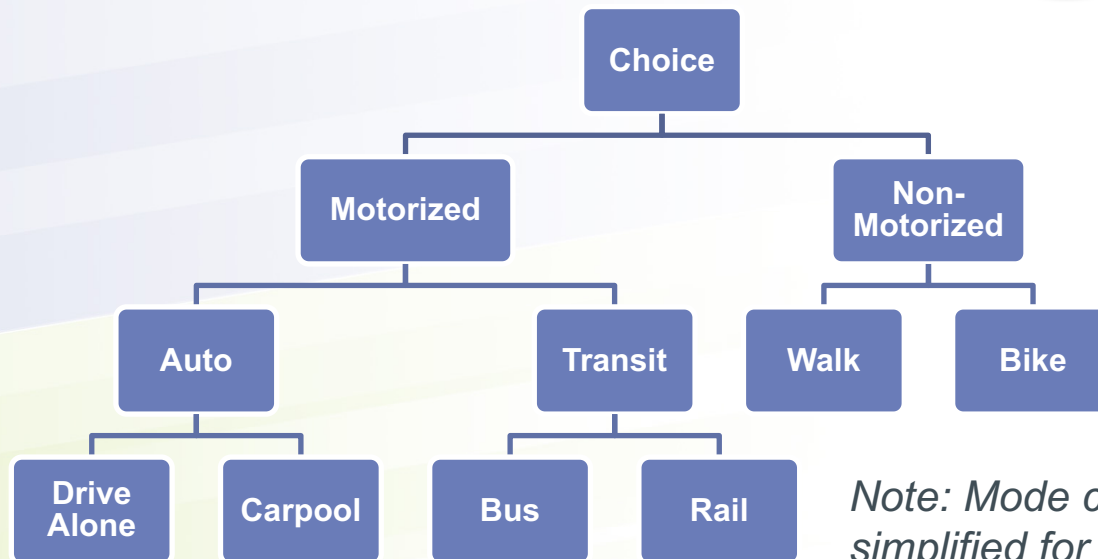 Choice
Motorized
Non-
Motorized
Auto
Transit
Walk
Bike
Drive
Alone
Carpool
Bus
Rail
Note: Mode
simplified for